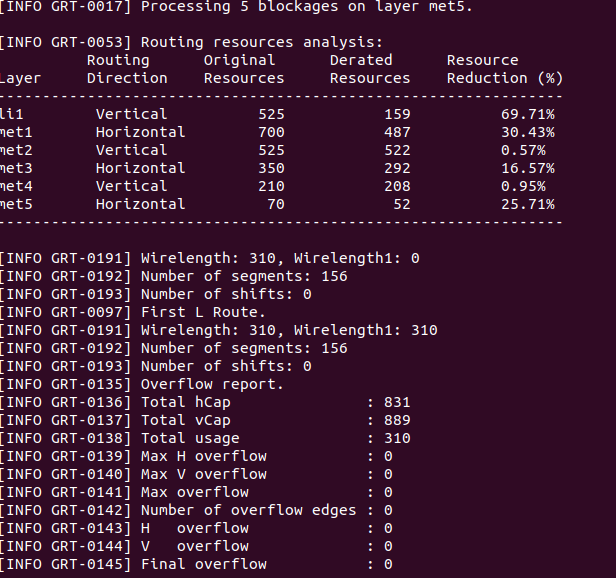 [INFO GRT-0017] Processing 5 blockages on layer met5.
[INFO GRT-0053] Routing resources analysis:
Routing Original Derated Resource
Layer Direction Resources Resources Reduction (%)
---------------------------------------------------------------
li1 Vertical 525 159 69.71%
met1 Horizontal 700 487 30.43%
met2 Vertical 525 522 0.57%
met3 Horizontal 350 292 16.57%
met4 Vertical 210 208 0.95%
met5 Horizontal 70 52 25.71%
---------------------------------------------------------------
[INFO GRT-0191] Wirelength: 310, Wirelength1: 0
[INFO GRT-0192] Number of segments: 156
[INFO GRT-0193] Number of shifts: 0
[INFO GRT-0097] First L Route.
[INFO GRT-0191] Wirelength: 310, Wirelength1: 310
[INFO GRT-0192] Number of segments: 156
[INFO GRT-0193] Number of shifts: 0
[INFO GRT-0135] Overflow report.
[INFO GRT-0136] Total hCap : 831
[INFO GRT-0137] Total vCap : 889
[INFO GRT-0138] Total usage : 310
[INFO GRT-0139] Max H overflow : 0
[INFO GRT-0140] Max V overflow : 0
[INFO GRT-0141] Max overflow : 0
[INFO GRT-0142] Number of overflow edges : 0
[INFO GRT-0143] H overflow : 0
[INFO GRT-0144] V overflow : 0
[INFO GRT-0145] Final overflow : 0